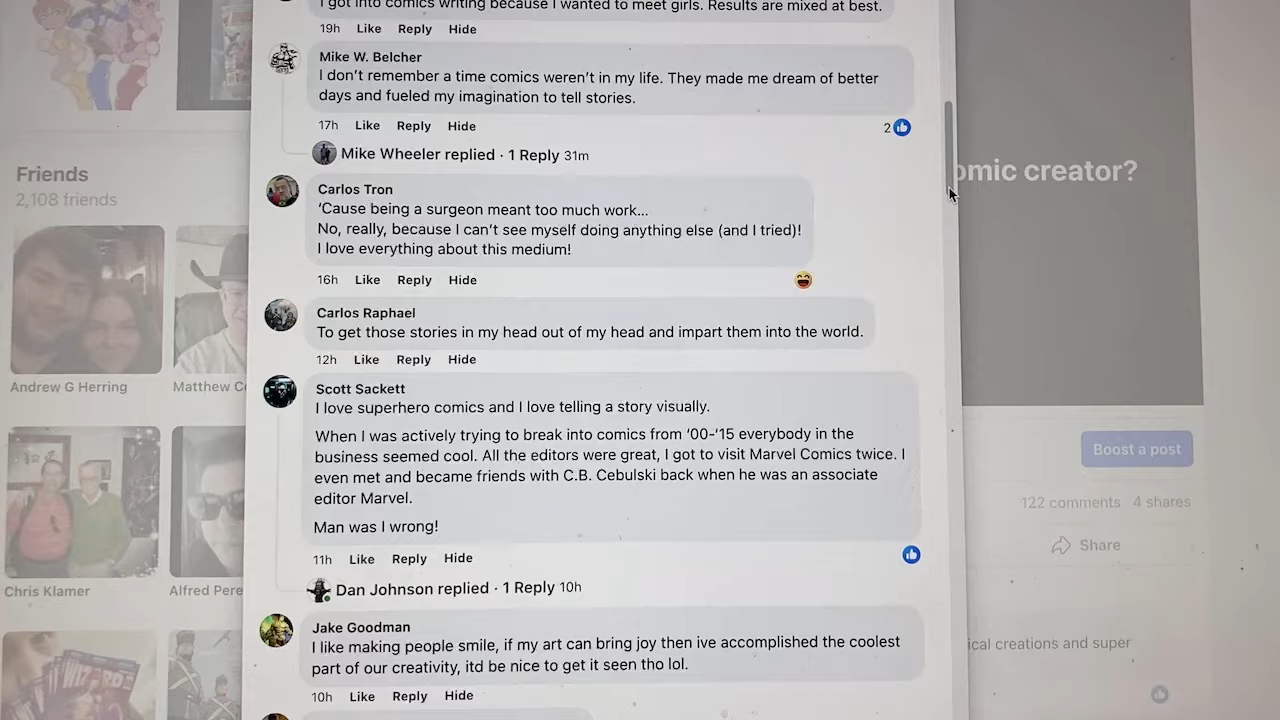 I got into comics writing because I wanted to meet girls. Results are mixed at best.
19h Like Reply Hide
Mike W. Belcher
I don't remember a time comics weren't in my life. They made me dream of better
days and fueled my imagination to tell stories.
17h Like Reply Hide
2
Mike Wheeler replied · 1 Reply 31m
Carlos Tron
'Cause being a surgeon meant too much work...
No, really, because I can't see myself doing anything else (and I tried)!
I love everything about this medium!
16h Like Reply Hide
Carlos Raphael
To get those stories in my head out of my head and impart them into the world.
12h Like Reply Hide
Scott Sackett
I love superhero comics and I love telling a story visually.
When I was actively trying to break into comics from '00-'15 everybody in the
business seemed cool. All the editors were great, I got to visit Marvel Comics twice. I
even met and became friends with C.B. Cebulski back when he was an associate
editor Marvel.
Man was I wrong!
11h Like Reply Hide
Dan Johnson replied · 1 Reply 10h
Jake Goodman
I like making people smile, if my art can bring joy then ive accomplished the coolest
part of our creativity, itd be nice to get it seen tho lol.
10h Like Reply Hide
Friends
2,108 friends
Andrew G Herring
Matthew C
Chris Klamer
Alfred Pere
WIZARD
omic creator?
Boost a post
122 comments 4 shares
Share
ical creations and super